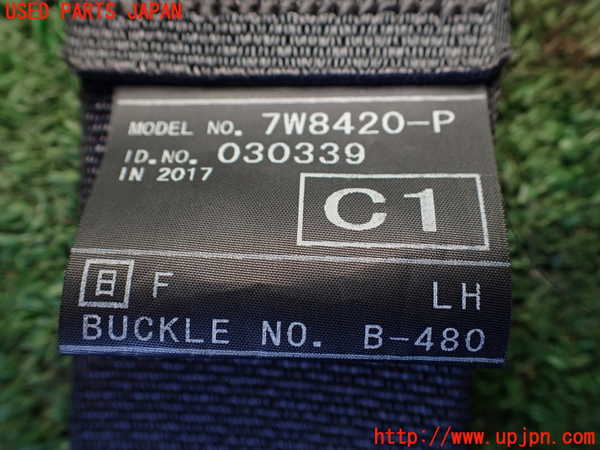 USED PARTS JAPAN
MODEL NO. 7W8420-P
ID.NO. 030339
IN 2017
C1
日 F LH
BUCKLE NO. B-480
http://www.upjpn.com/